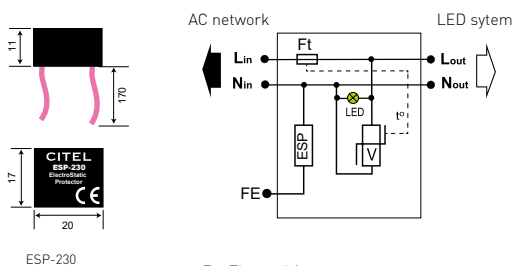 AC network
LED sytem
11
170
CITEL
ESP-230
ElectroStatic
Protector
CE
17
20
ESP-230
Ft
Lin
Lout
Nin
Nout
LED
to
ESP
V
FE